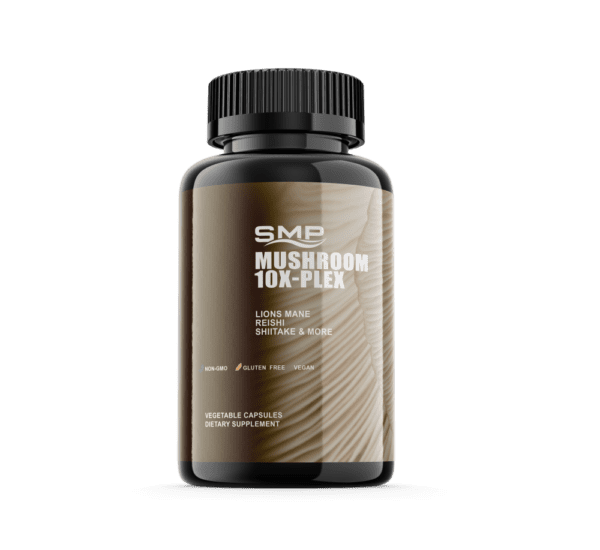 SMP
MUSHROOM
10X-PLEX
LIONS MANE
REISHI
SHIITAKE & MORE
NON-GMO GLUTEN FREE VEGAN
VEGETABLE CAPSULES
DIETARY SUPPLEMENT